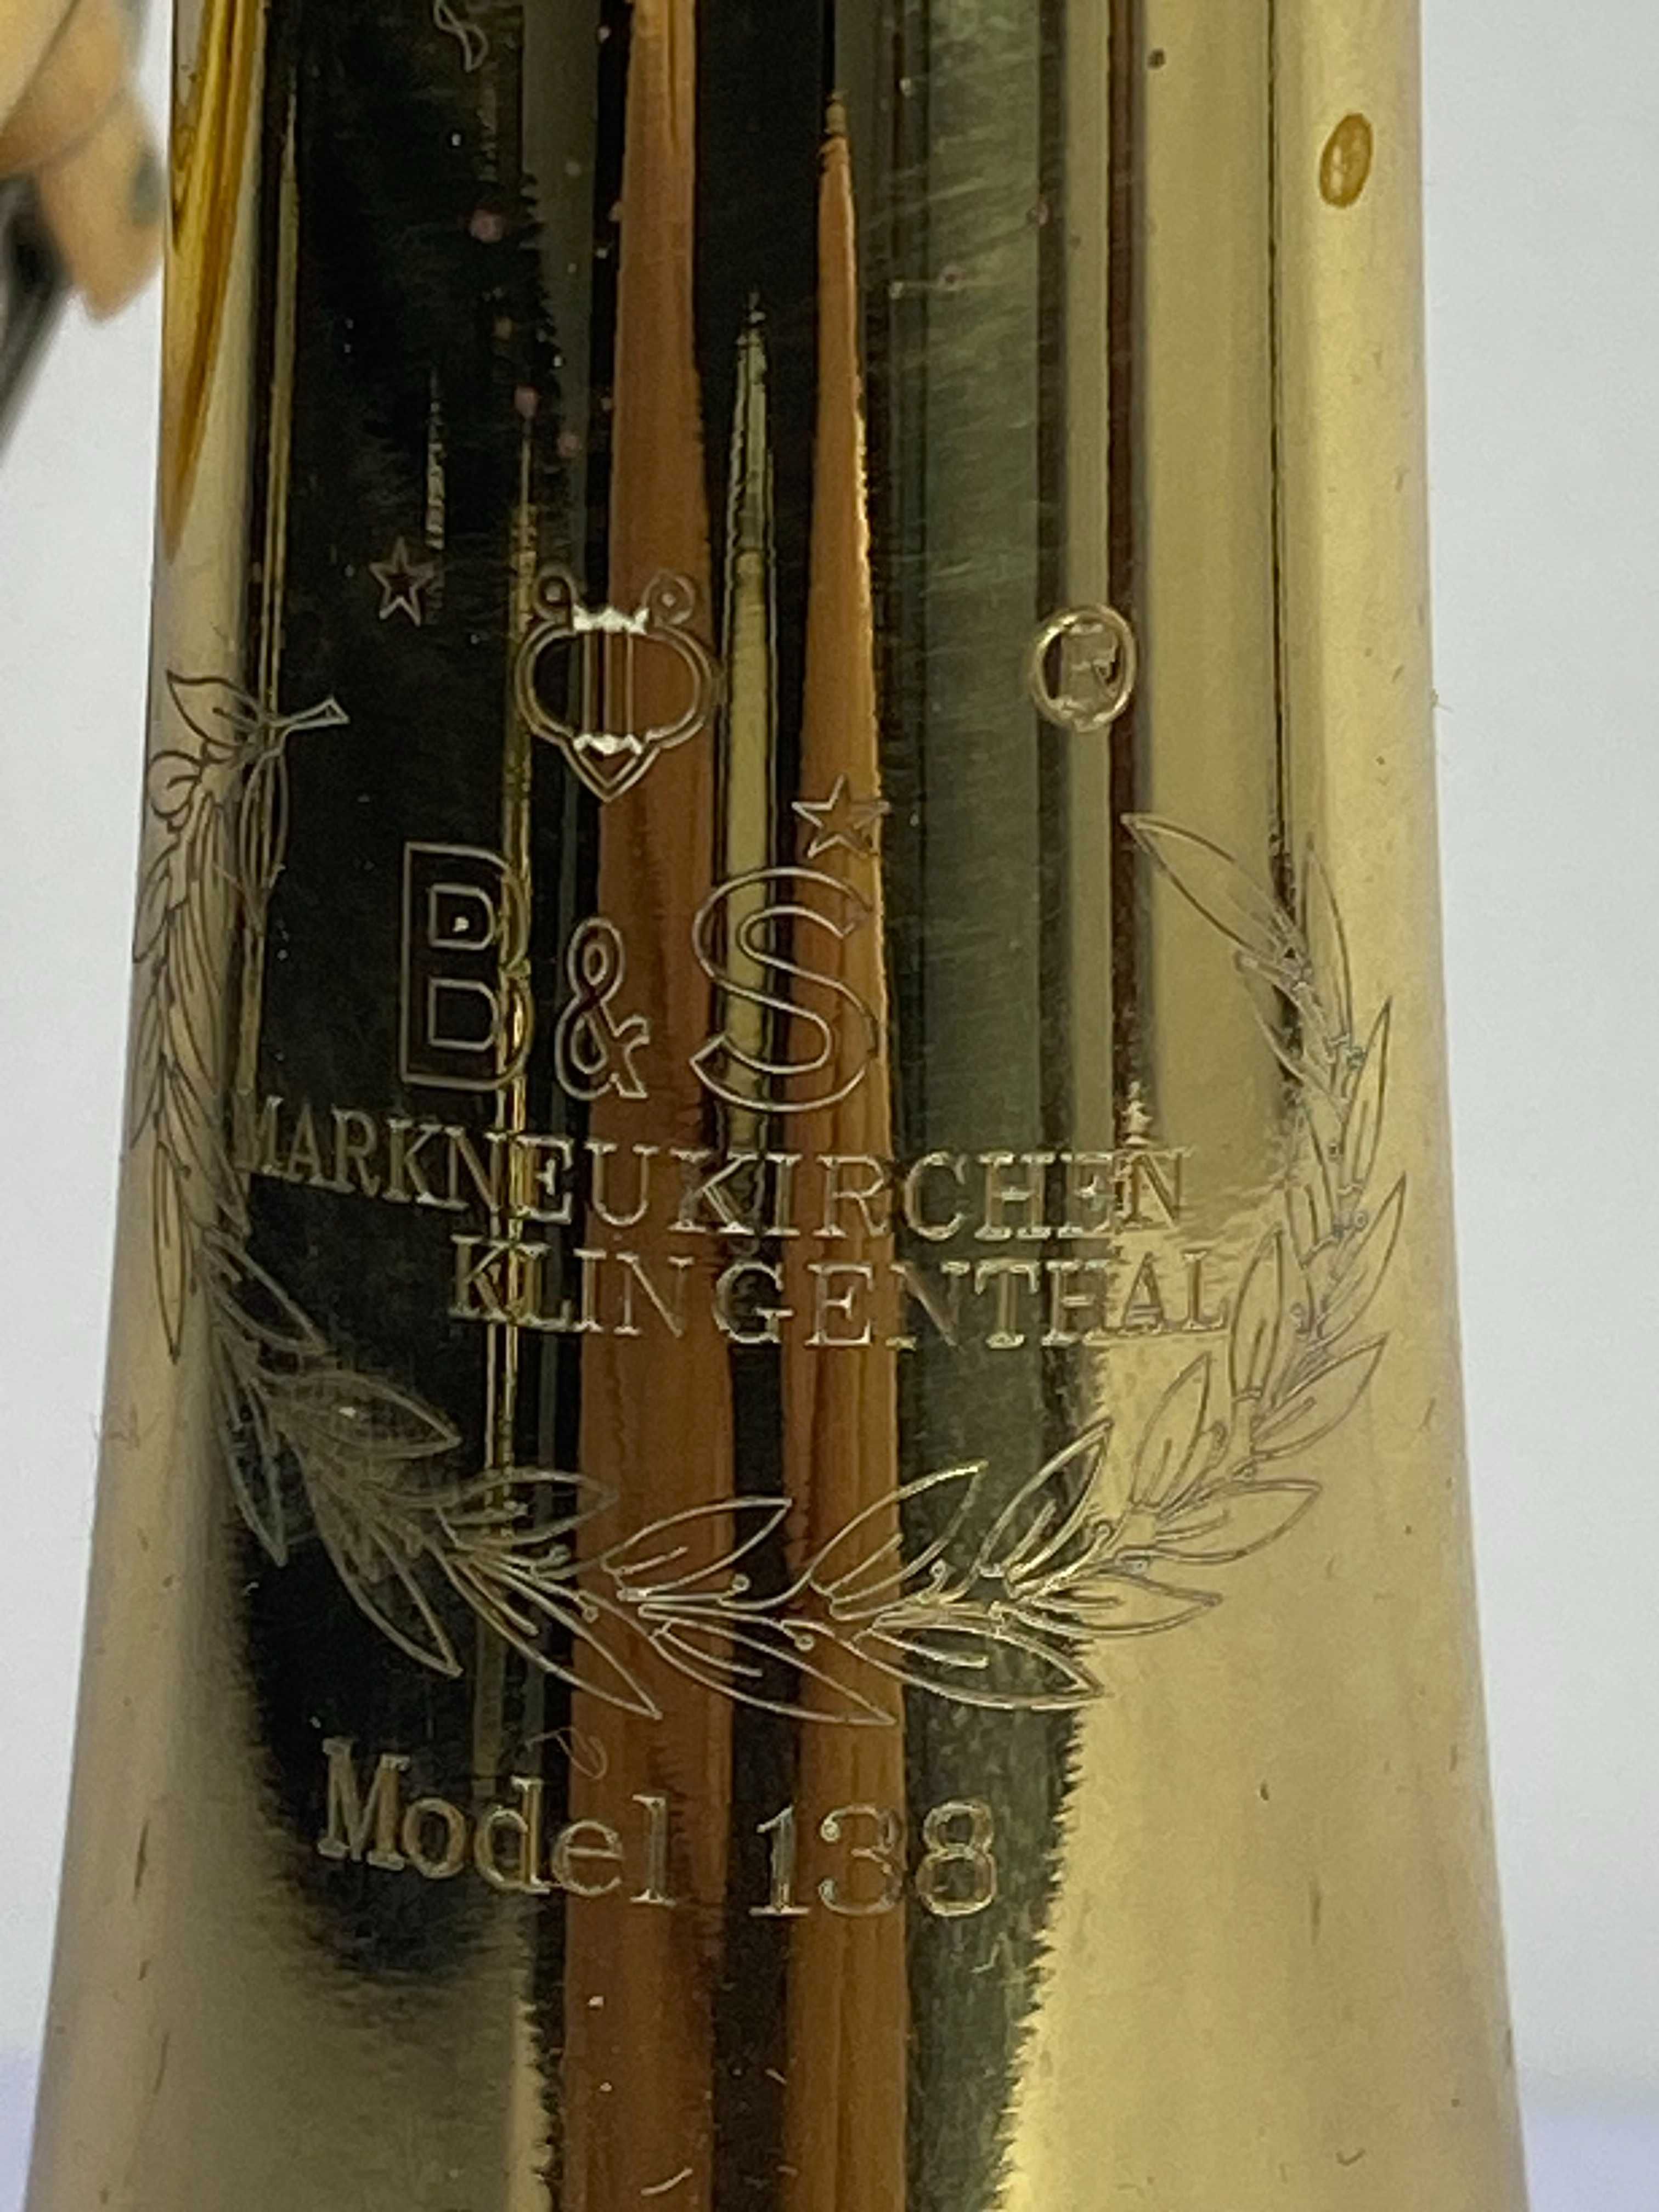 ®
B&S
MARKNEUKIRCHEN
KLINGENTHAL
Model 138